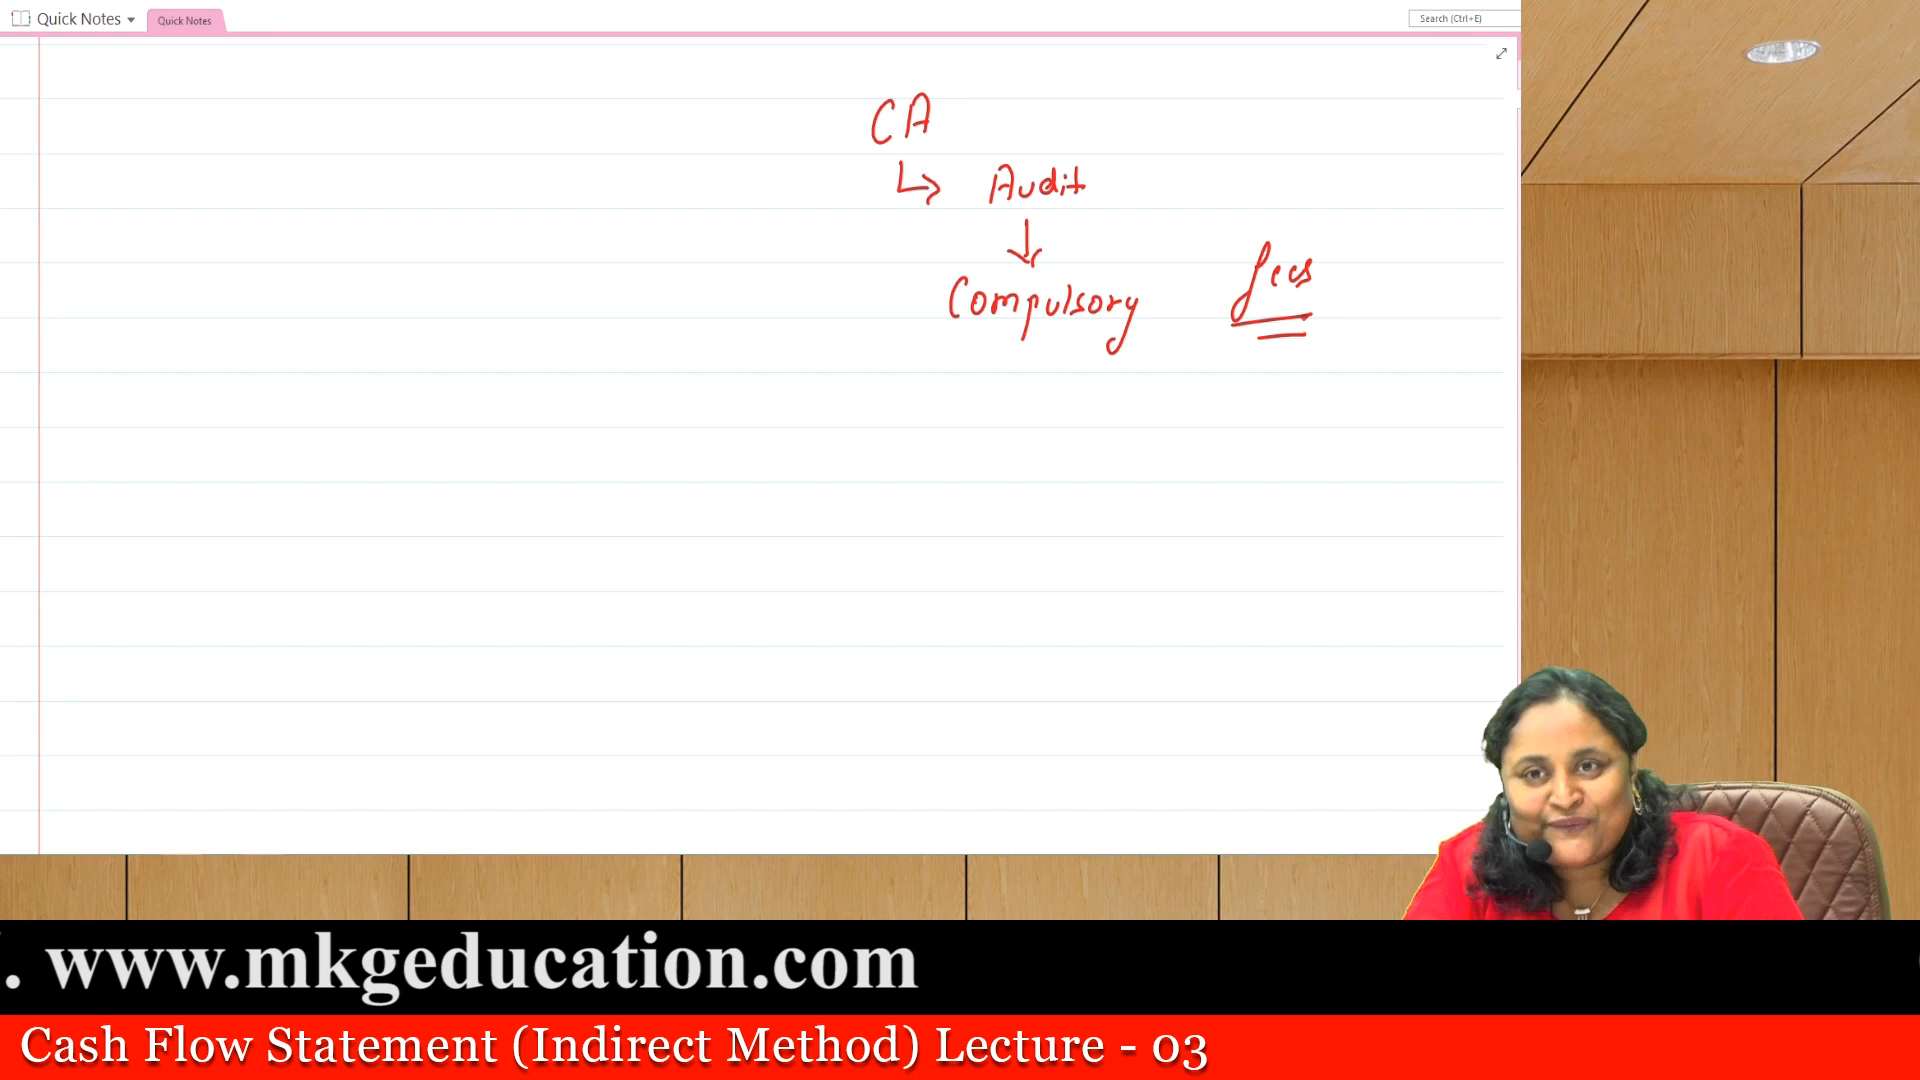 Quick Notes
Quick Notes
Search (Ctrl+E)
CA
Audit
Compulsory
fees
. www.mkgeducation.com
Cash Flow Statement (Indirect Method) Lecture - 03